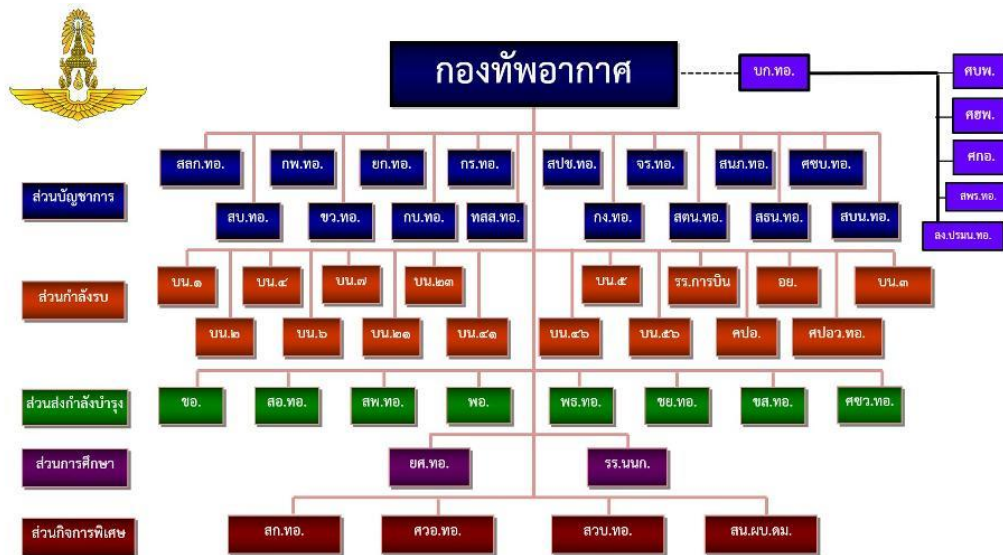 กองทัพอากาศ
บก.ทอ.
ศบพ.
ศฮพ.
ศกอ.
สพร.ทอ.
ลง.ปรมน.ทอ.
ส่วนบัญชาการ
สลก.ทอ.
กพ.ทอ.
ยก.ทอ.
กร.ทอ.
สปช.ทอ.
จร.ทอ.
สนภ.ทอ.
ศซบ.ทอ.
สบ.ทอ.
ขว.ทอ.
กบ.ทอ.
ทสส.ทอ.
กง.ทอ.
สตน.ทอ.
สธน.ทอ.
สบน.ทอ.
ส่วนกำลังรบ
บน.๑
บน.๔
บน.๗
บน.๒๓
บน.๕
รร.การบิน
อย.
บน.๓
บน.๒
บน.๖
บน.๒๑
บน.๔๑
บน.๔๖
บน.๕๖
คปอ.
ศปอว.ทอ.
ส่วนส่งกำลังบำรุง
ชอ.
สอ.ทอ.
สพ.ทอ.
พอ.
พธ.ทอ.
ชย.ทอ.
ขส.ทอ.
ศซว.ทอ.
ส่วนการศึกษา
ยศ.ทอ.
รร.นนก.
ส่วนกิจการพิเศษ
สก.ทอ.
ศวอ.ทอ.
สวบ.ทอ.
สน.ผบ.ดม.